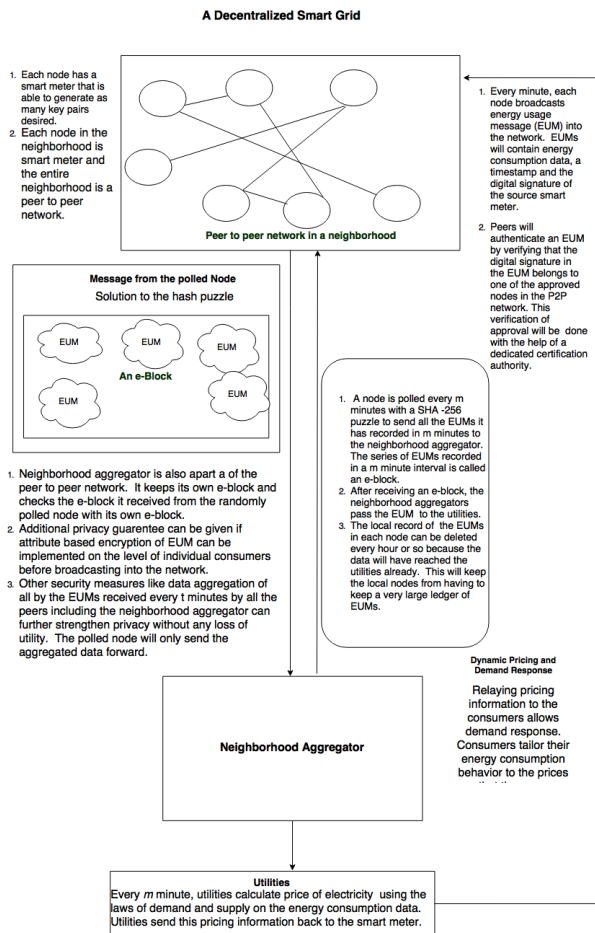 A Decentralized Smart Grid
1. Each node has a
smart meter that is
able to generate as
many key pairs
desired.
2. Each node in the
neighborhood is
smart meter and
the entire
neighborhood is a
peer to peer
network.
Peer to peer network in a neighborhood
1. Every minute, each
node broadcasts
energy usage
message (EUM) into
the network. EUMs
will contain energy
consumption data, a
timestamp and the
digital signature of
the source smart
meter.
2. Peers will
authenticate an EUM
by verifying that the
digital signature in
the EUM belongs to
one of the approved
nodes in the P2P
network. This
verification of
approval will be done
with the help of a
dedicated certification
authority.
Message from the polled Node
Solution to the hash puzzle
EUM
EUM
EUM
An e-Block
EUM
EUM
1. A node is polled every m
minutes with a SHA -256
puzzle to send all the EUMs it
has recorded in m minutes to
the neighborhood aggregator.
The series of EUMs recorded
in a m minute interval is called
an e-block.
2. After receiving an e-block, the
neighborhood aggregators
pass the EUM to the utilities.
3. The local record of the EUMs
in each node can be deleted
every hour or so because the
data will have reached the
utilities already. This will keep
the local nodes from having to
keep a very large ledger of
EUMs.
1. Neighborhood aggregator is also apart a of the
peer to peer network. It keeps its own e-block and
checks the e-block it received from the randomly
polled node with its own e-block.
2. Additional privacy guarentee can be given if
attribute based encryption of EUM can be
implemented on the level of individual consumers
before broadcasting into the network.
3. Other security measures like data aggregation of
all by the EUMs received every t minutes by all the
peers including the neighborhood aggregator can
further strengthen privacy without any loss of
utility. The polled node will only send the
aggregated data forward.
Dynamic Pricing and
Demand Response
Relaying pricing
information to the
consumers allows
demand response.
Consumers tailor their
energy consumption
behavior to the prices
Neighborhood Aggregator
Utilities
Every m minute, utilities calculate price of electricity using the
laws of demand and supply on the energy consumption data.
Utilities send this pricing information back to the smart meter.